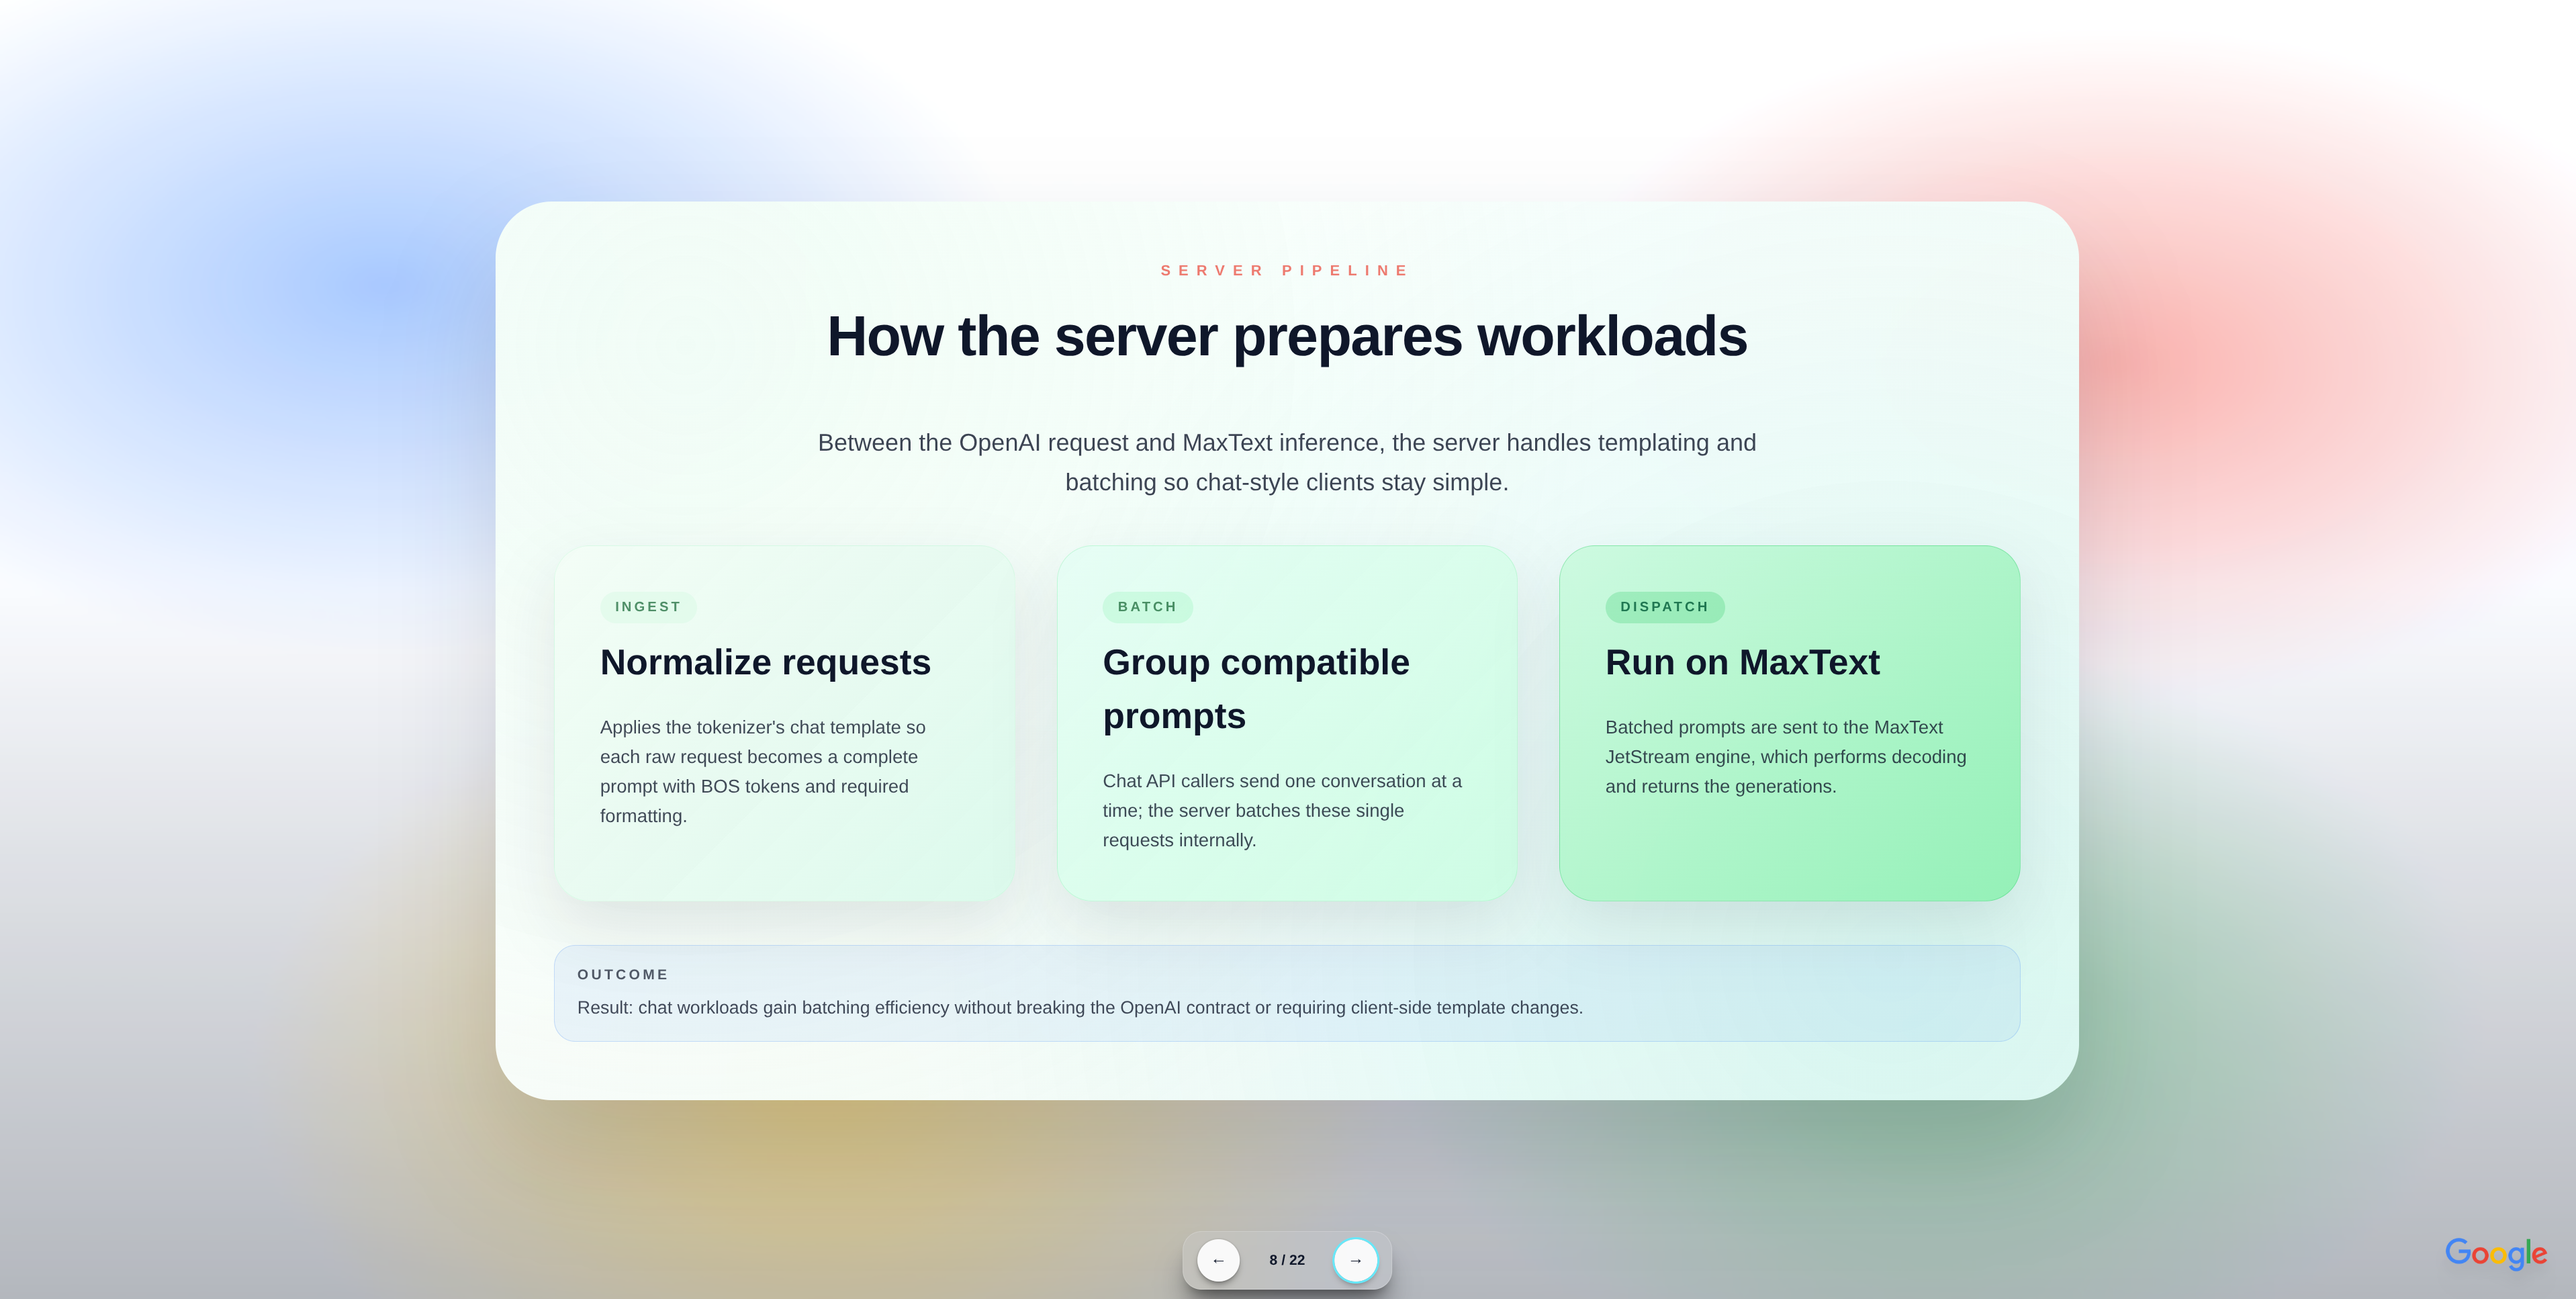 SERVER PIPELINE
How the server prepares workloads
Between the OpenAI request and MaxText inference, the server handles templating and
batching so chat-style clients stay simple.
INGEST
Normalize requests
Applies the tokenizer's chat template so
each raw request becomes a complete
prompt with BOS tokens and required
formatting.
BATCH
Group compatible
prompts
Chat API callers send one conversation at a
time; the server batches these single
requests internally.
DISPATCH
Run on MaxText
Batched prompts are sent to the MaxText
JetStream engine, which performs decoding
and returns the generations.
OUTCOME
Result: chat workloads gain batching efficiency without breaking the OpenAI contract or requiring client-side template changes.
← 8 / 22 →
Google